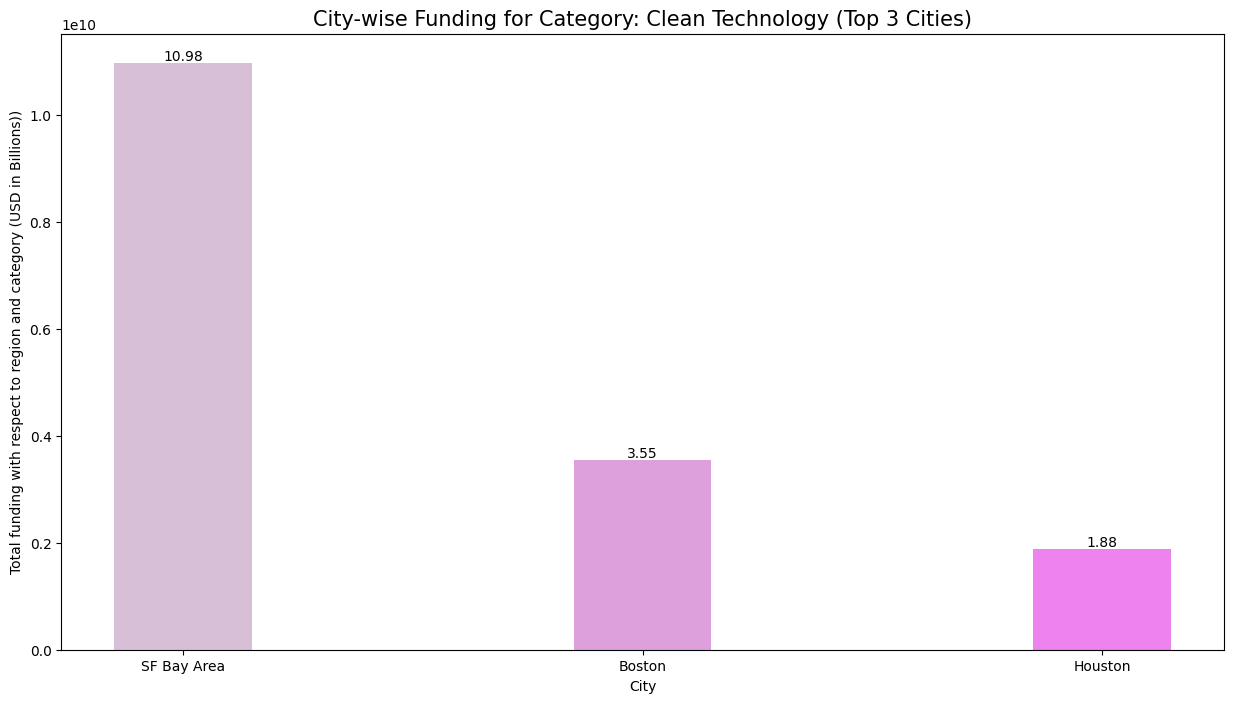 City-wise Funding for Category: Clean Technology (Top 3 Cities)
1e10
Total funding with respect to region and category (USD in Billions))
1.0
0.8
0.6
0.4
0.2
0.0
10.98
3.55
1.88
SF Bay Area
Boston
Houston
City